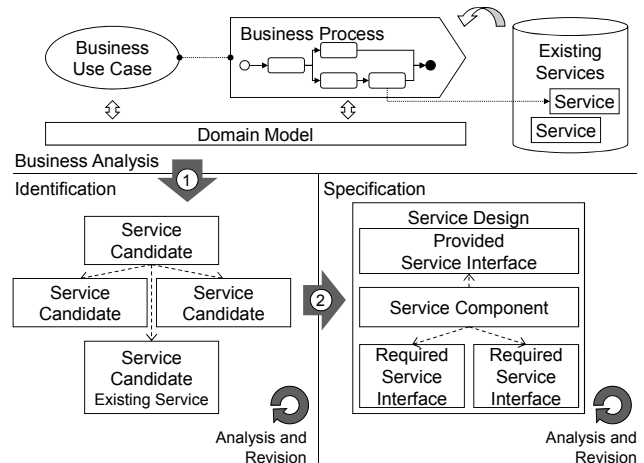 Business
Use Case
Business Process
Existing
Services
Service
Service
Domain Model
Business Analysis
1
Identification
Service
Candidate
Service
Candidate
Service
Candidate
Service
Candidate
Existing Service
Analysis and
Revision
2
Specification
Service Design
Provided
Service Interface
Service Component
Required
Service
Interface
Required
Service
Interface
Analysis and
Revision